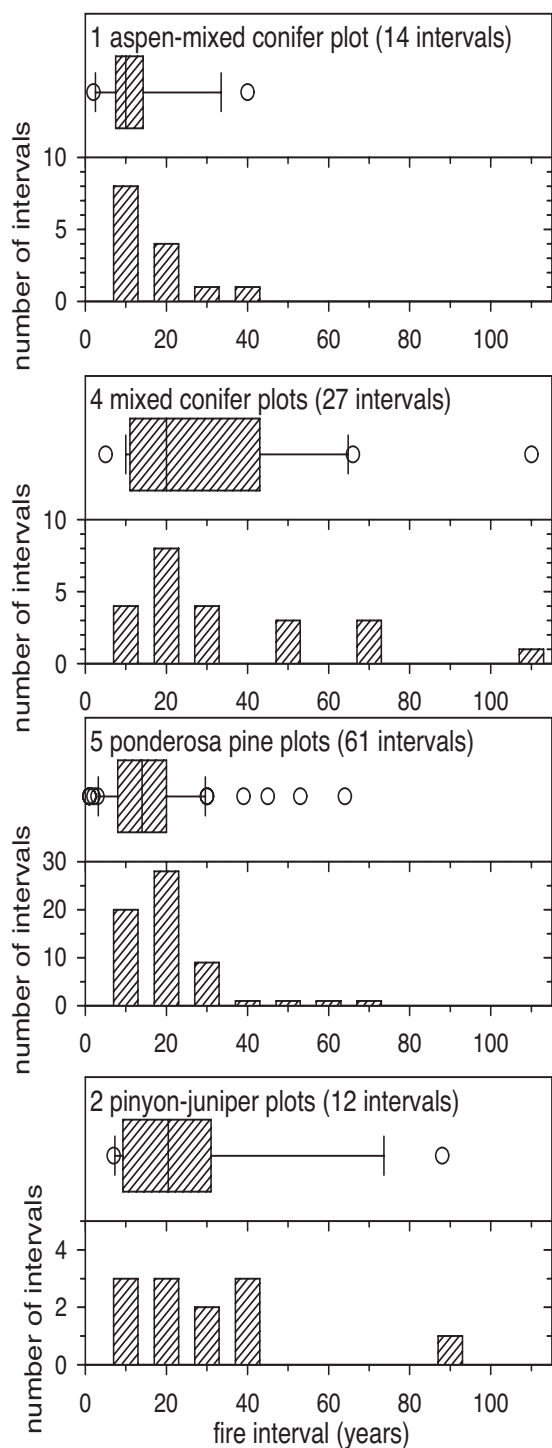 1 aspen-mixed conifer plot (14 intervals)
number of intervals
10
5
0
0 20 40 60 80 100
4 mixed conifer plots (27 intervals)
number of intervals
10
5
0
0 20 40 60 80 100
5 ponderosa pine plots (61 intervals)
number of intervals
30
20
10
0
0 20 40 60 80 100
2 pinyon-juniper plots (12 intervals)
number of intervals
4
2
0
0 20 40 60 80 100
fire interval (years)